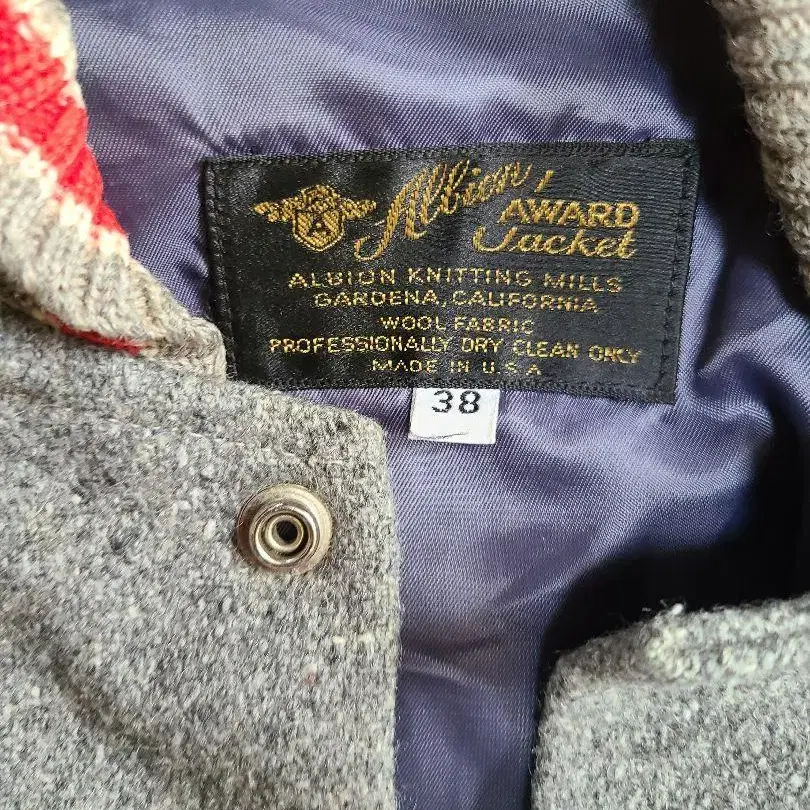 Albion
AWARD
Jacket
A
ALBION KNITTING MILLS
GARDENA, CALIFORNIA
WOOL FABRIC
PROFESSIONALLY DRY CLEAN ONLY
MADE IN U.S.A
38